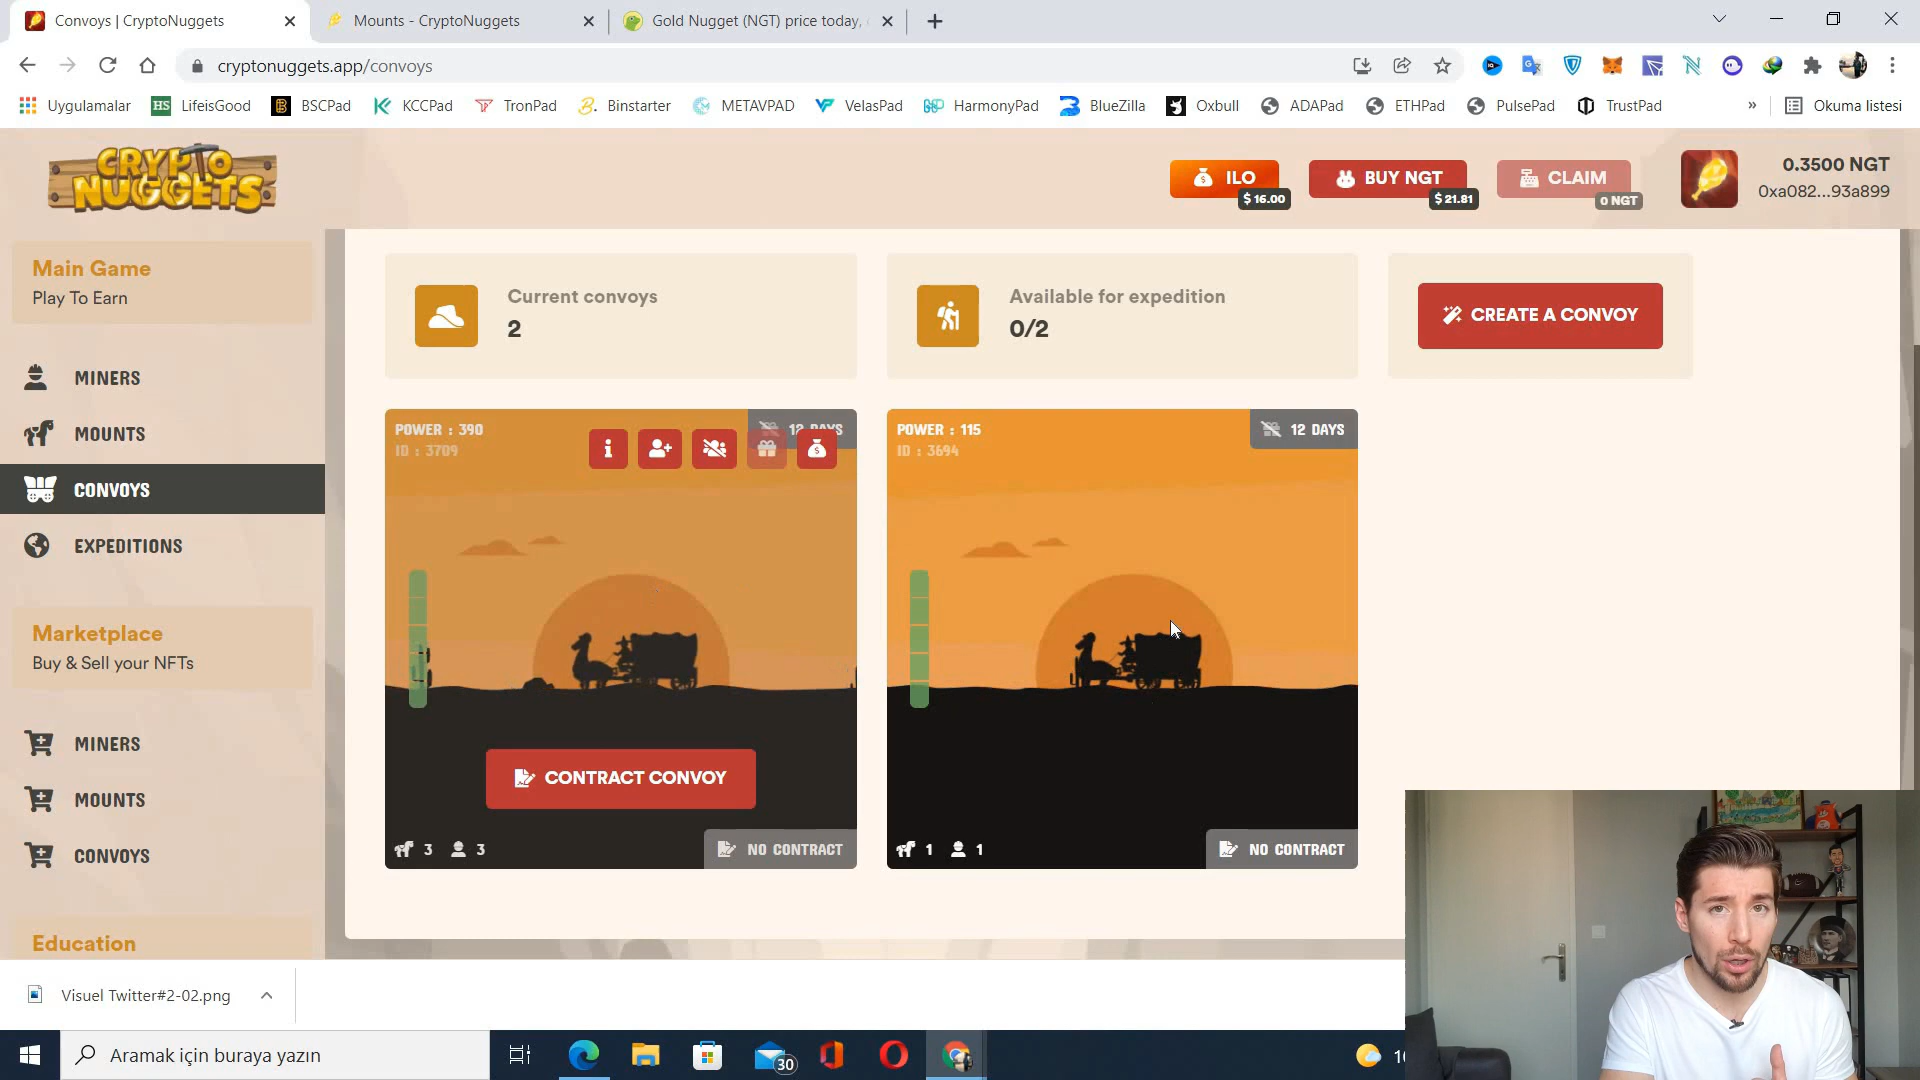 Convoys | CryptoNuggets
Mounts - CryptoNuggets
Gold Nugget (NGT) price today,
cryptonuggets.app/convoys
Uygulamalar
HS LifeisGood
BSCPad
KCCPad
TronPad
Binstarter
METAVPAD
VelasPad
HarmonyPad
BlueZilla
Oxbull
ADAPad
ETHPad
PulsePad
TrustPad
»
Okuma listesi
CRYPTO
NUGGETS
ILO
$ 16.00
BUY NGT
$ 21.81
CLAIM
0 NGT
0.3500 NGT
0xa082...93a899
Main Game
Play To Earn
MINERS
MOUNTS
CONVOYS
EXPEDITIONS
Marketplace
Buy & Sell your NFTs
MINERS
MOUNTS
CONVOYS
Education
Current convoys
2
Available for expedition
0/2
CREATE A CONVOY
POWER : 390
ID : 3709
12 DAYS
CONTRACT CONVOY
3 3
NO CONTRACT
POWER : 115
ID : 3694
12 DAYS
1 1
NO CONTRACT
Visuel Twitter#2-02.png
Aramak için buraya yazın
30